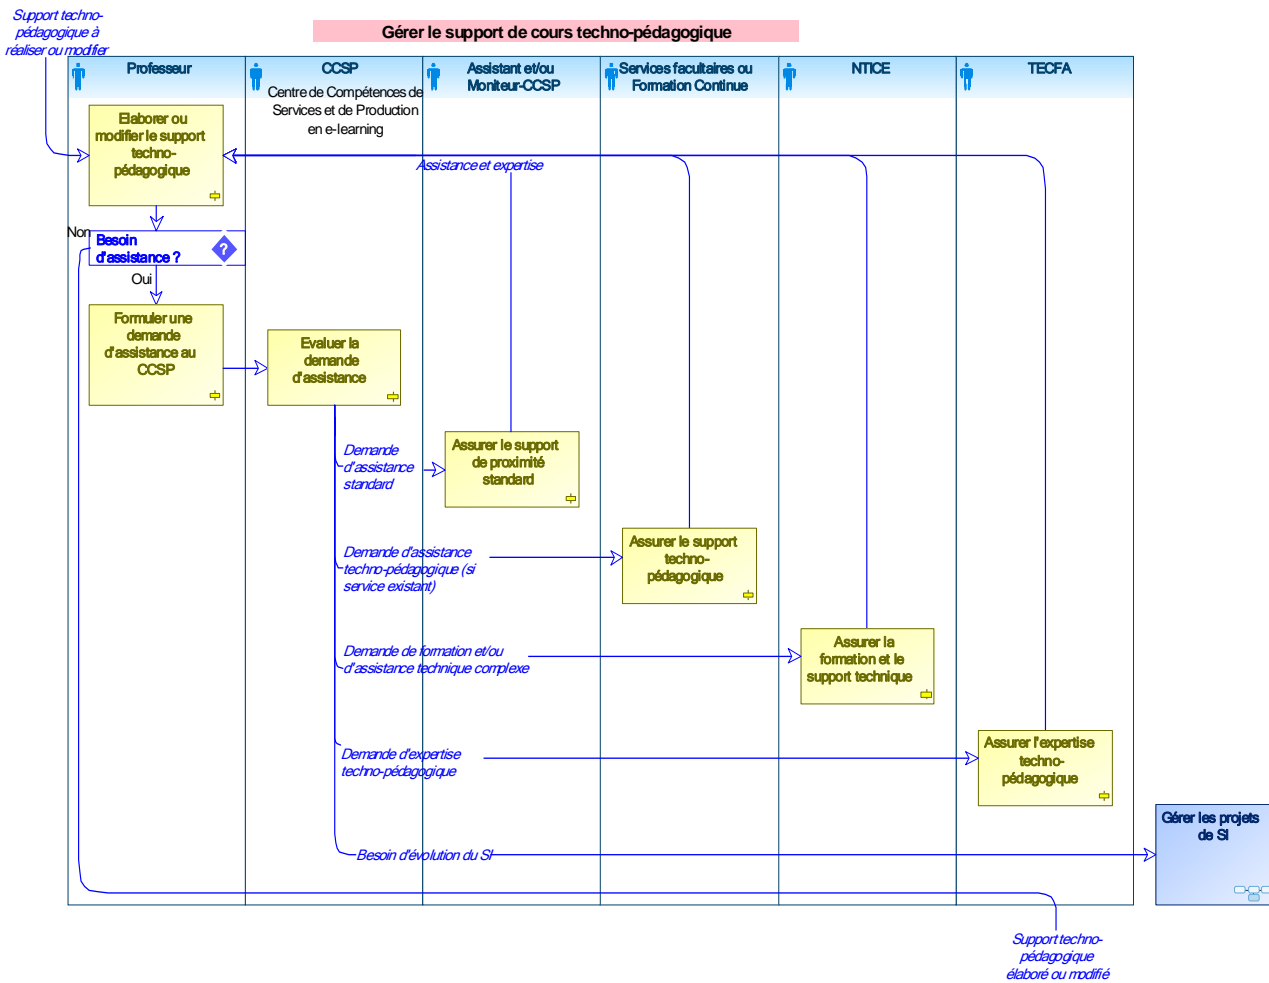 Support techno-
pédagogique à
réaliser ou modifier
Gérer le support de cours techno-pédagogique
Professeur
CCSP
Centre de Compétences de
Services et de Production
en e-learning
Assistant et/ou
Moniteur-CCSP
Services facultaires ou
Formation Continue
NTICE
TECFA
Elaborer ou
modifier le support
techno-
pédagogique
Assistance et expertise
Non
Besoin
d'assistance ?
?
Oui
Formuler une
demande
d'assistance au
CCSP
Evaluer la
demande
d'assistance
Demande
d'assistance
standard
Assurer le support
de proximité
standard
Demande d'assistance
techno-pédagogique (si
service existant)
Assurer le support
techno-
pédagogique
Demande de formation et/ou
d'assistance technique complexe
Assurer la
formation et le
support technique
Demande d'expertise
techno-pédagogique
Assurer l'expertise
techno-
pédagogique
Besoin d'évolution du SI
Gérer les projets
de SI
Support techno-
pédagogique
élaboré ou modifié